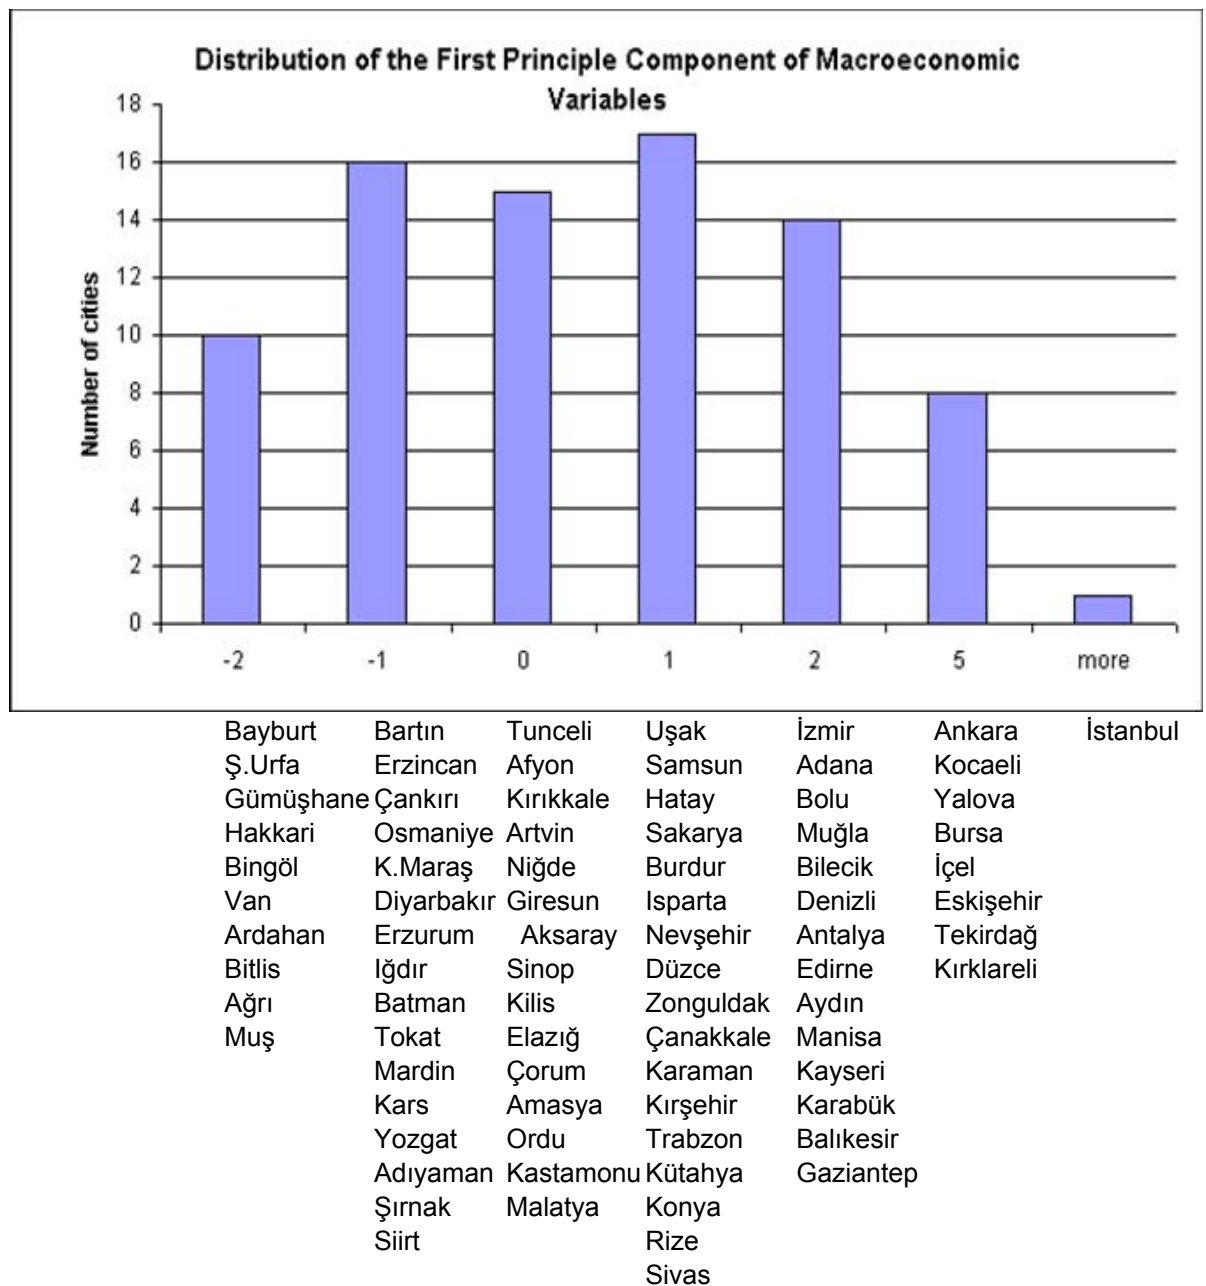 Distribution of the First Principle Component of Macroeconomic
Variables
Number of cities
18
16
14
12
10
8
6
4
2
0
-2 -1 0 1 2 5 more
Bayburt Bartın Tunceli Uşak İzmir Ankara İstanbul
Ş.Urfa Erzincan Afyon Samsun Adana Kocaeli
Gümüşhane Çankırı Kırıkkale Hatay Bolu Yalova
Hakkari Osmaniye Artvin Sakarya Muğla Bursa
Bingöl K.Maraş Niğde Burdur Bilecik İçel
Van Diyarbakır Giresun Isparta Denizli Eskişehir
Ardahan Erzurum Aksaray Nevşehir Antalya Tekirdağ
Bitlis Iğdır Sinop Düzce Edirne Kırklareli
Ağrı Batman Kilis Zonguldak Aydın
Muş Tokat Elazığ Çanakkale Manisa
Mardin Çorum Karaman Kayseri
Kars Amasya Kırşehir Karabük
Yozgat Ordu Trabzon Balıkesir
Adıyaman Kastamonu Kütahya Gaziantep
Şırnak Malatya Konya
Siirt Rize
Sivas